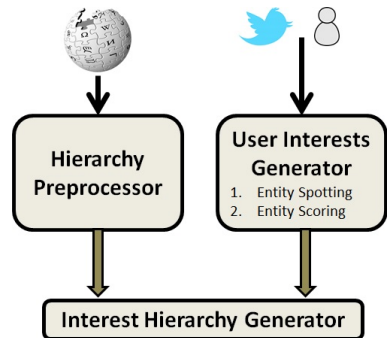 Hierarchy
Preprocessor
User Interests
Generator
1. Entity Spotting
2. Entity Scoring
Interest Hierarchy Generator